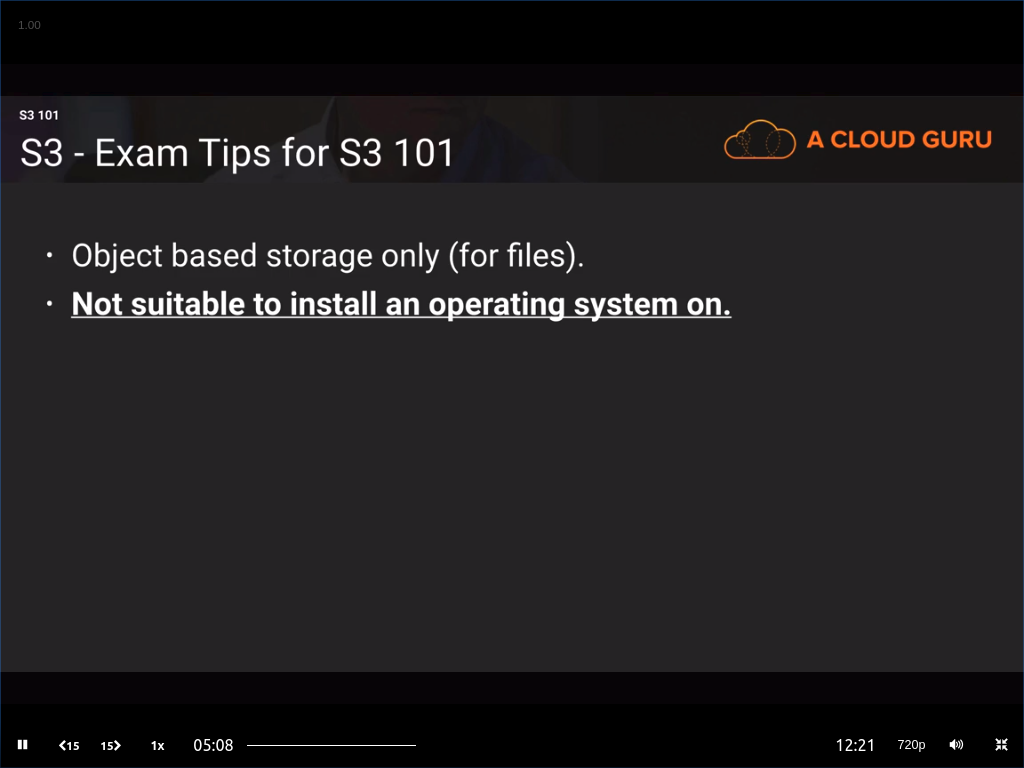 1.00
S3 101
S3 - Exam Tips for S3 101
A CLOUD GURU
• Object based storage only (for files).
• Not suitable to install an operating system on.
15 15 1x 05:08 12:21 720p